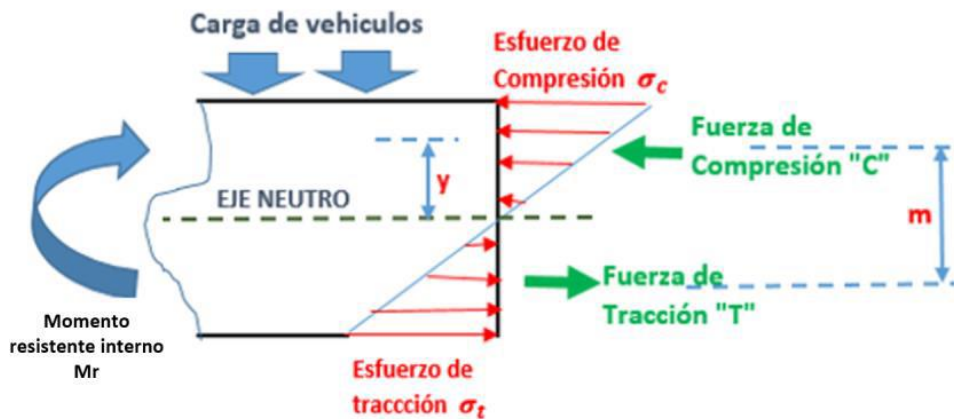 Carga de vehiculos
Esfuerzo de
Compresión σc
Fuerza de
Compresión "C"
y
m
EJE NEUTRO
Fuerza de
Tracción "T"
Momento
resistente interno
Mr
Esfuerzo de
traccción σt